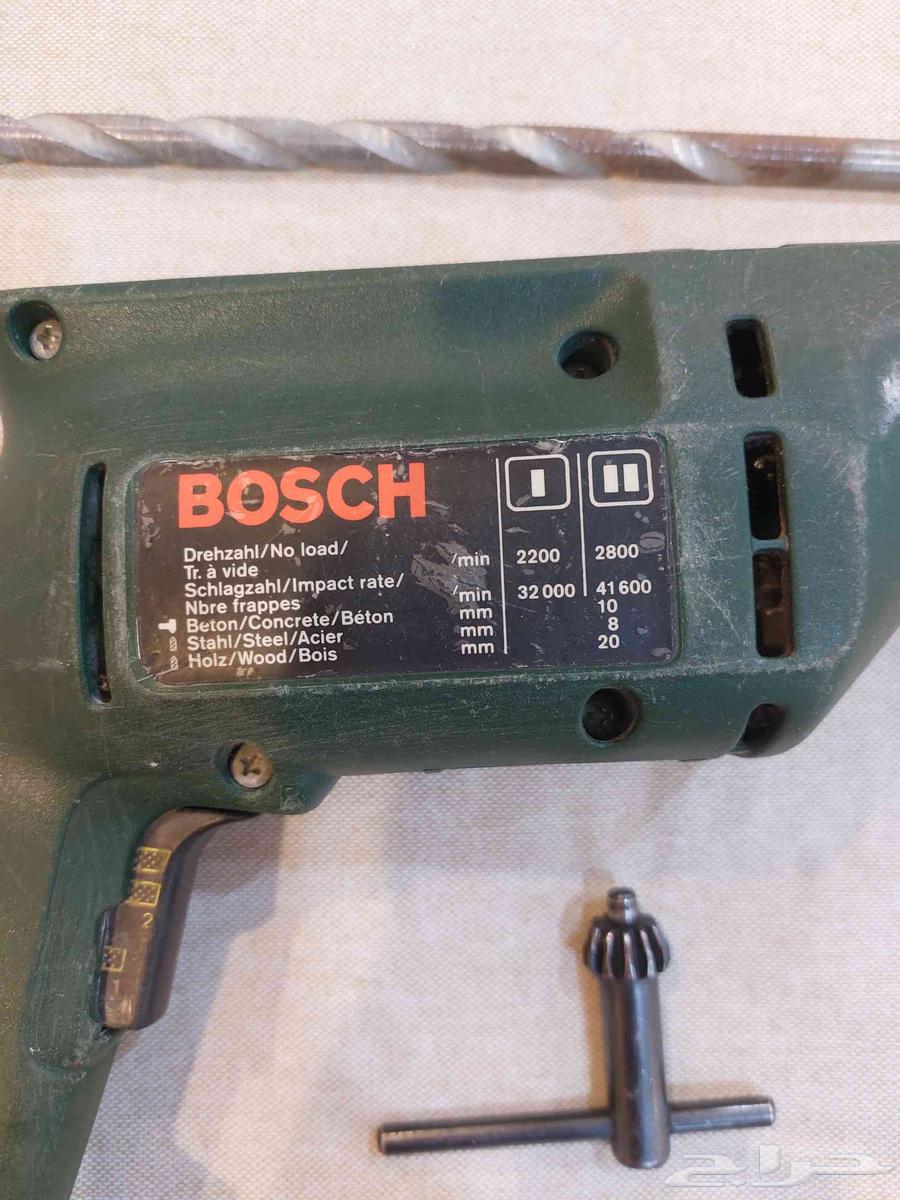 BOSCH
Drehzahl/No load/
Tr. à vide /min 2200 2800
Schlagzahl/Impact rate/
Nbre frappes /min 32 000 41 600
Beton/Concrete/Béton mm 10
Stahl/Steel/Acier mm 8
Holz/Wood/Bois mm 20
2
1
حراج